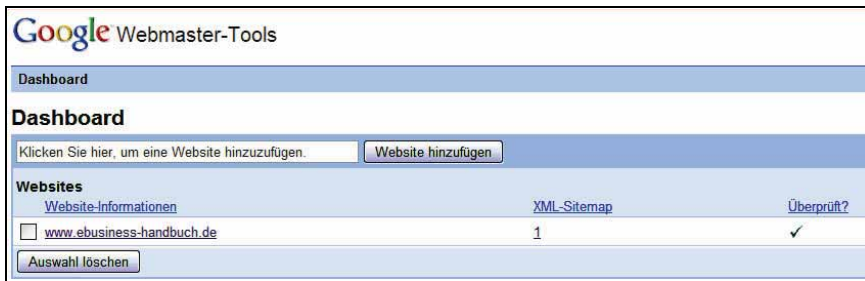 Google Webmaster-Tools
Dashboard
Dashboard
Klicken Sie hier, um eine Website hinzuzufügen. Website hinzufügen
Websites
Website-Informationen XML-Sitemap Überprüft?
www.ebusiness-handbuch.de 1 ✓
Auswahl löschen